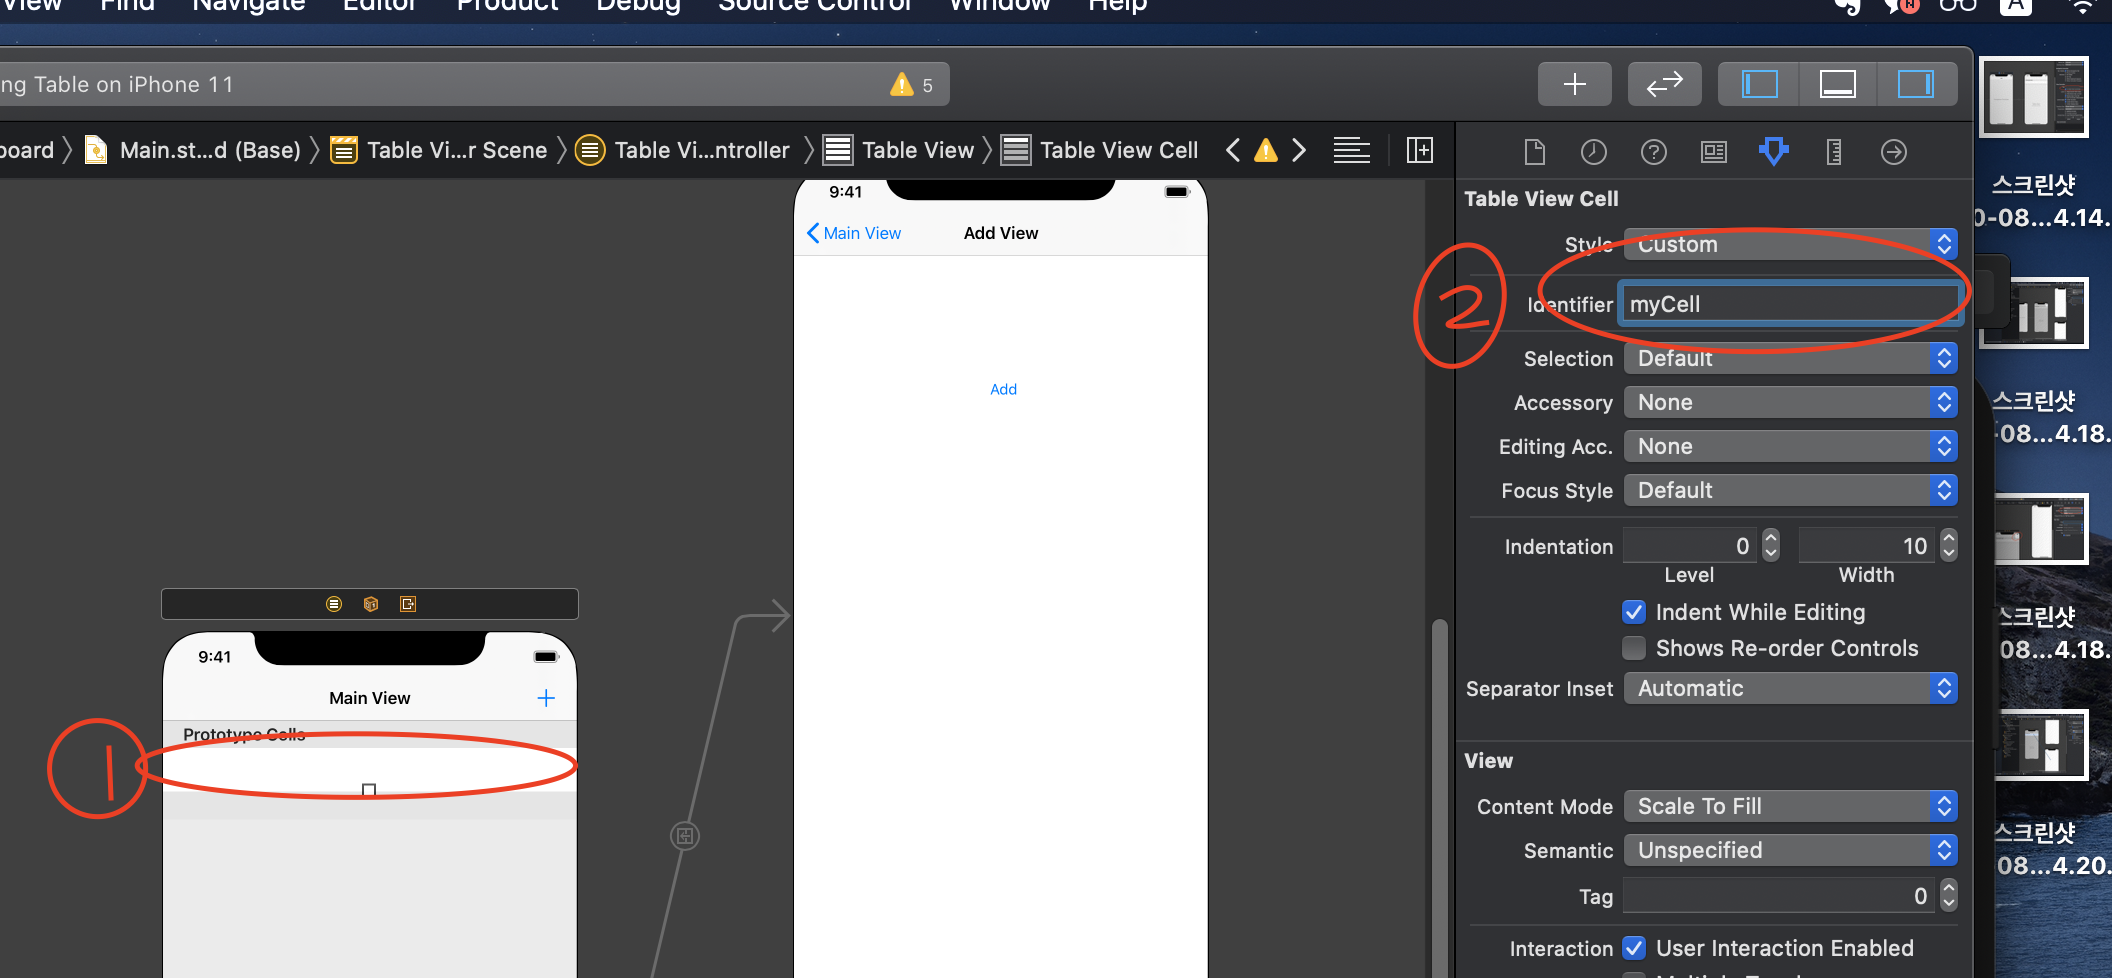 View Find Navigate Editor Product Debug Source Control Window Help A
ng Table on iPhone 11 5
board Main.st...d (Base) Table Vi...r Scene Table Vi...ntroller Table View Table View Cell
9:41
Main View Add View
Add
9:41
Main View
Prototype Cells
1
2
Table View Cell
Style Custom
Identifier myCell
Selection Default
Accessory None
Editing Acc. None
Focus Style Default
Indentation 0 10
Level Width
Indent While Editing
Shows Re-order Controls
Separator Inset Automatic
View
Content Mode Scale To Fill
Semantic Unspecified
Tag 0
Interaction User Interaction Enabled
스크린샷
0-08...4.14.
스크린샷
-08...4.18.
스크린샷
08...4.18.
스크린샷
-08...4.20.